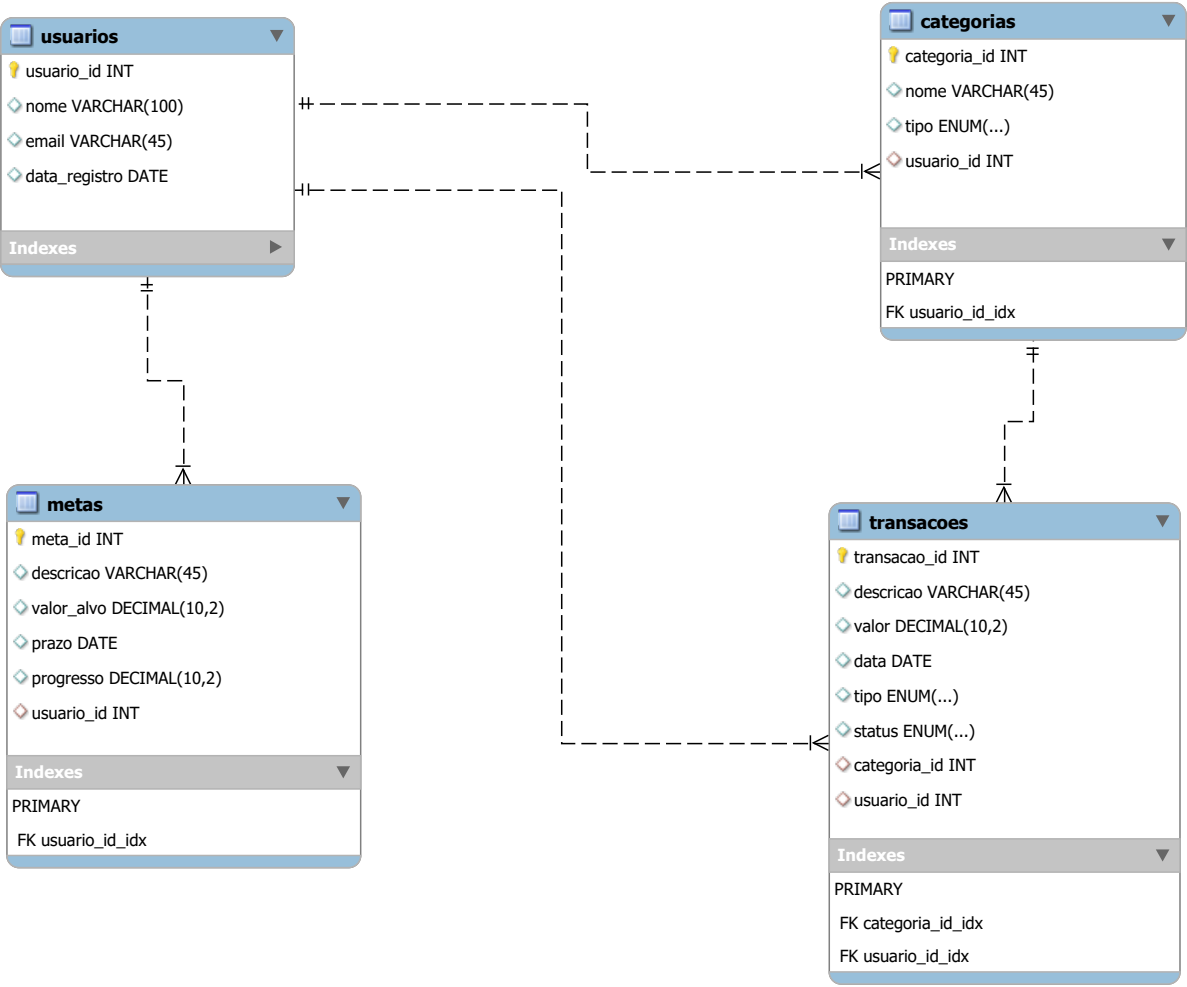 usuarios
usuario_id INT
nome VARCHAR(100)
email VARCHAR(45)
data_registro DATE
Indexes
categorias
categoria_id INT
nome VARCHAR(45)
tipo ENUM(...)
usuario_id INT
Indexes
PRIMARY
FK usuario_id_idx
metas
meta_id INT
descricao VARCHAR(45)
valor_alvo DECIMAL(10,2)
prazo DATE
progresso DECIMAL(10,2)
usuario_id INT
Indexes
PRIMARY
FK usuario_id_idx
transacoes
transacao_id INT
descricao VARCHAR(45)
valor DECIMAL(10,2)
data DATE
tipo ENUM(...)
status ENUM(...)
categoria_id INT
usuario_id INT
Indexes
PRIMARY
FK categoria_id_idx
FK usuario_id_idx